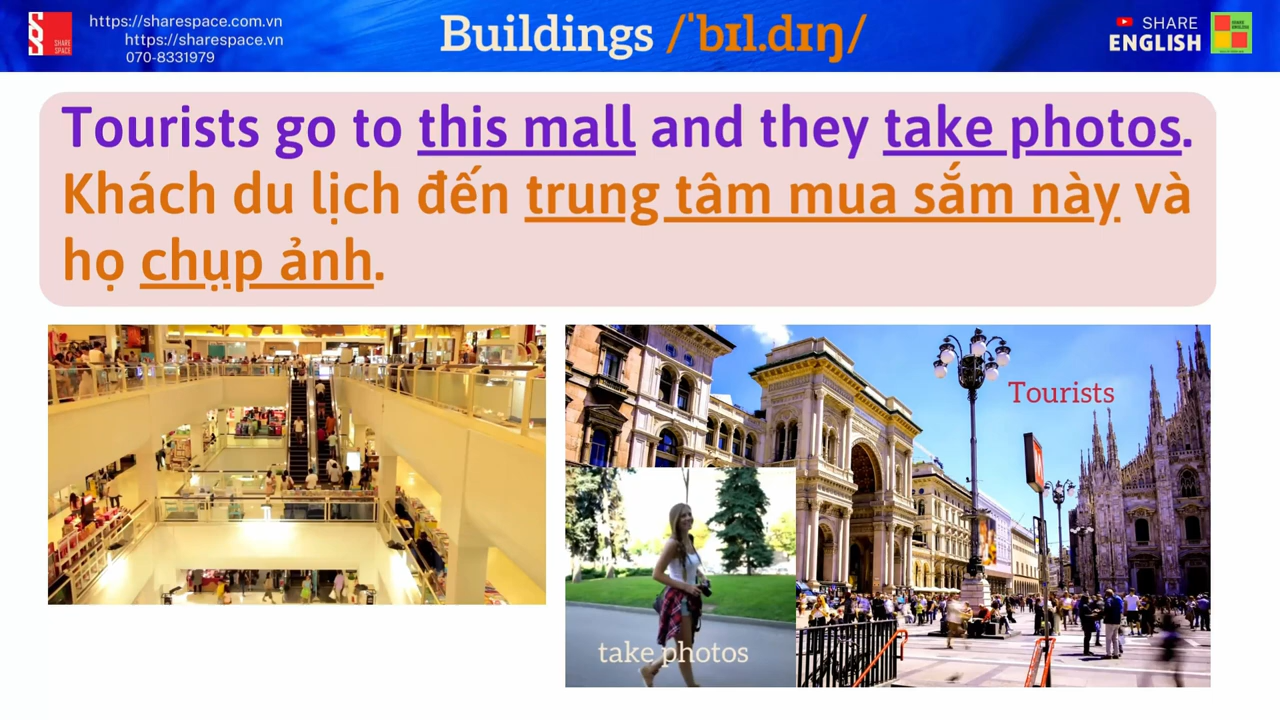 https://sharespace.com.vn
https://sharespace.vn
070-8331979
SHARE
SPACE
Buildings /ˈbɪl.dɪŋ/
SHARE
ENGLISH
Tourists go to this mall and they take photos.
Khách du lịch đến trung tâm mua sắm này và
họ chụp ảnh.
Tourists
take photos